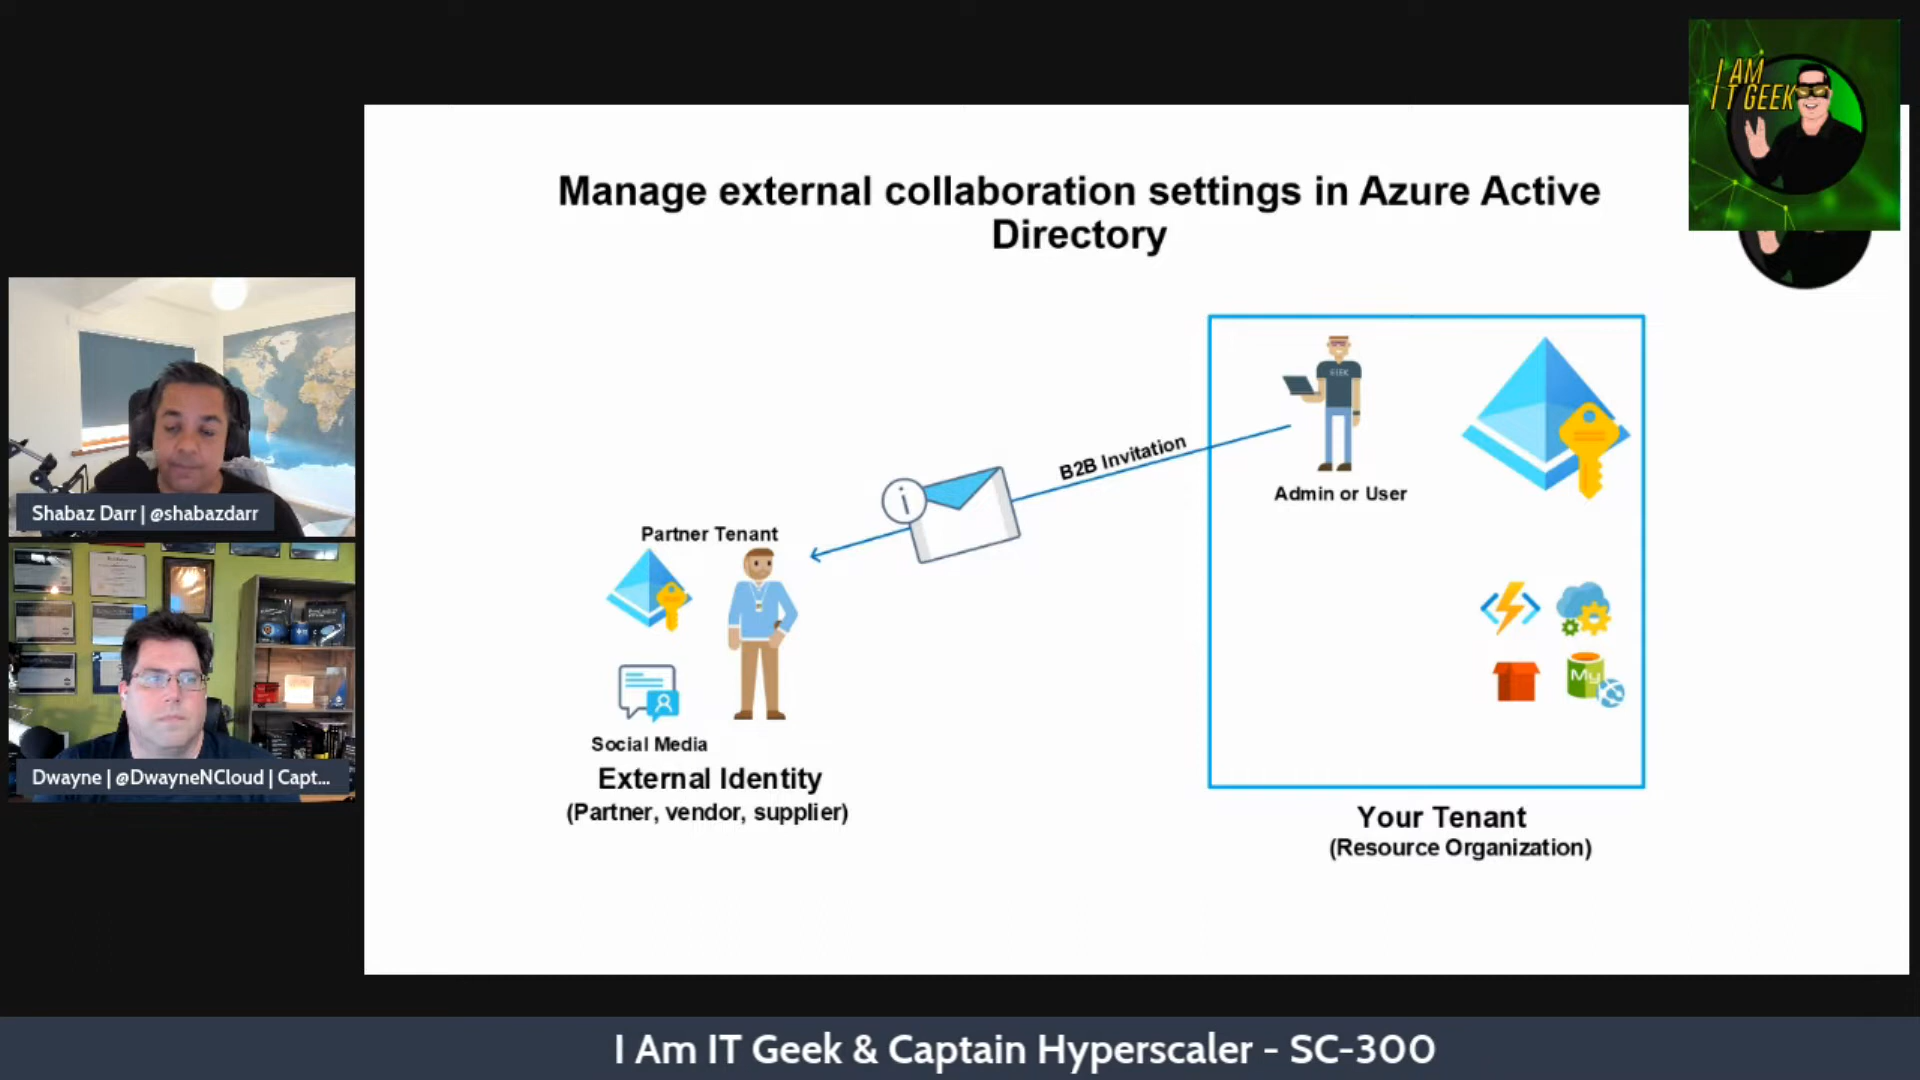 I AM
IT GEEK
Manage external collaboration settings in Azure Active
Directory
GEEK
B2B Invitation
Admin or User
Partner Tenant
My
Social Media
External Identity
(Partner, vendor, supplier)
Your Tenant
(Resource Organization)
Shabaz Darr | @shabazdarr
Dwayne | @DwayneNCloud | Capt...
I Am IT Geek & Captain Hyperscaler - SC-300